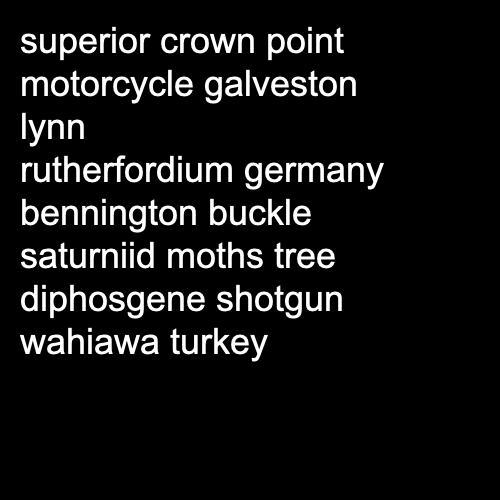 superior crown point
motorcycle galveston
lynn
rutherfordium germany
bennington buckle
saturniid moths tree
diphosgene shotgun
wahiawa turkey